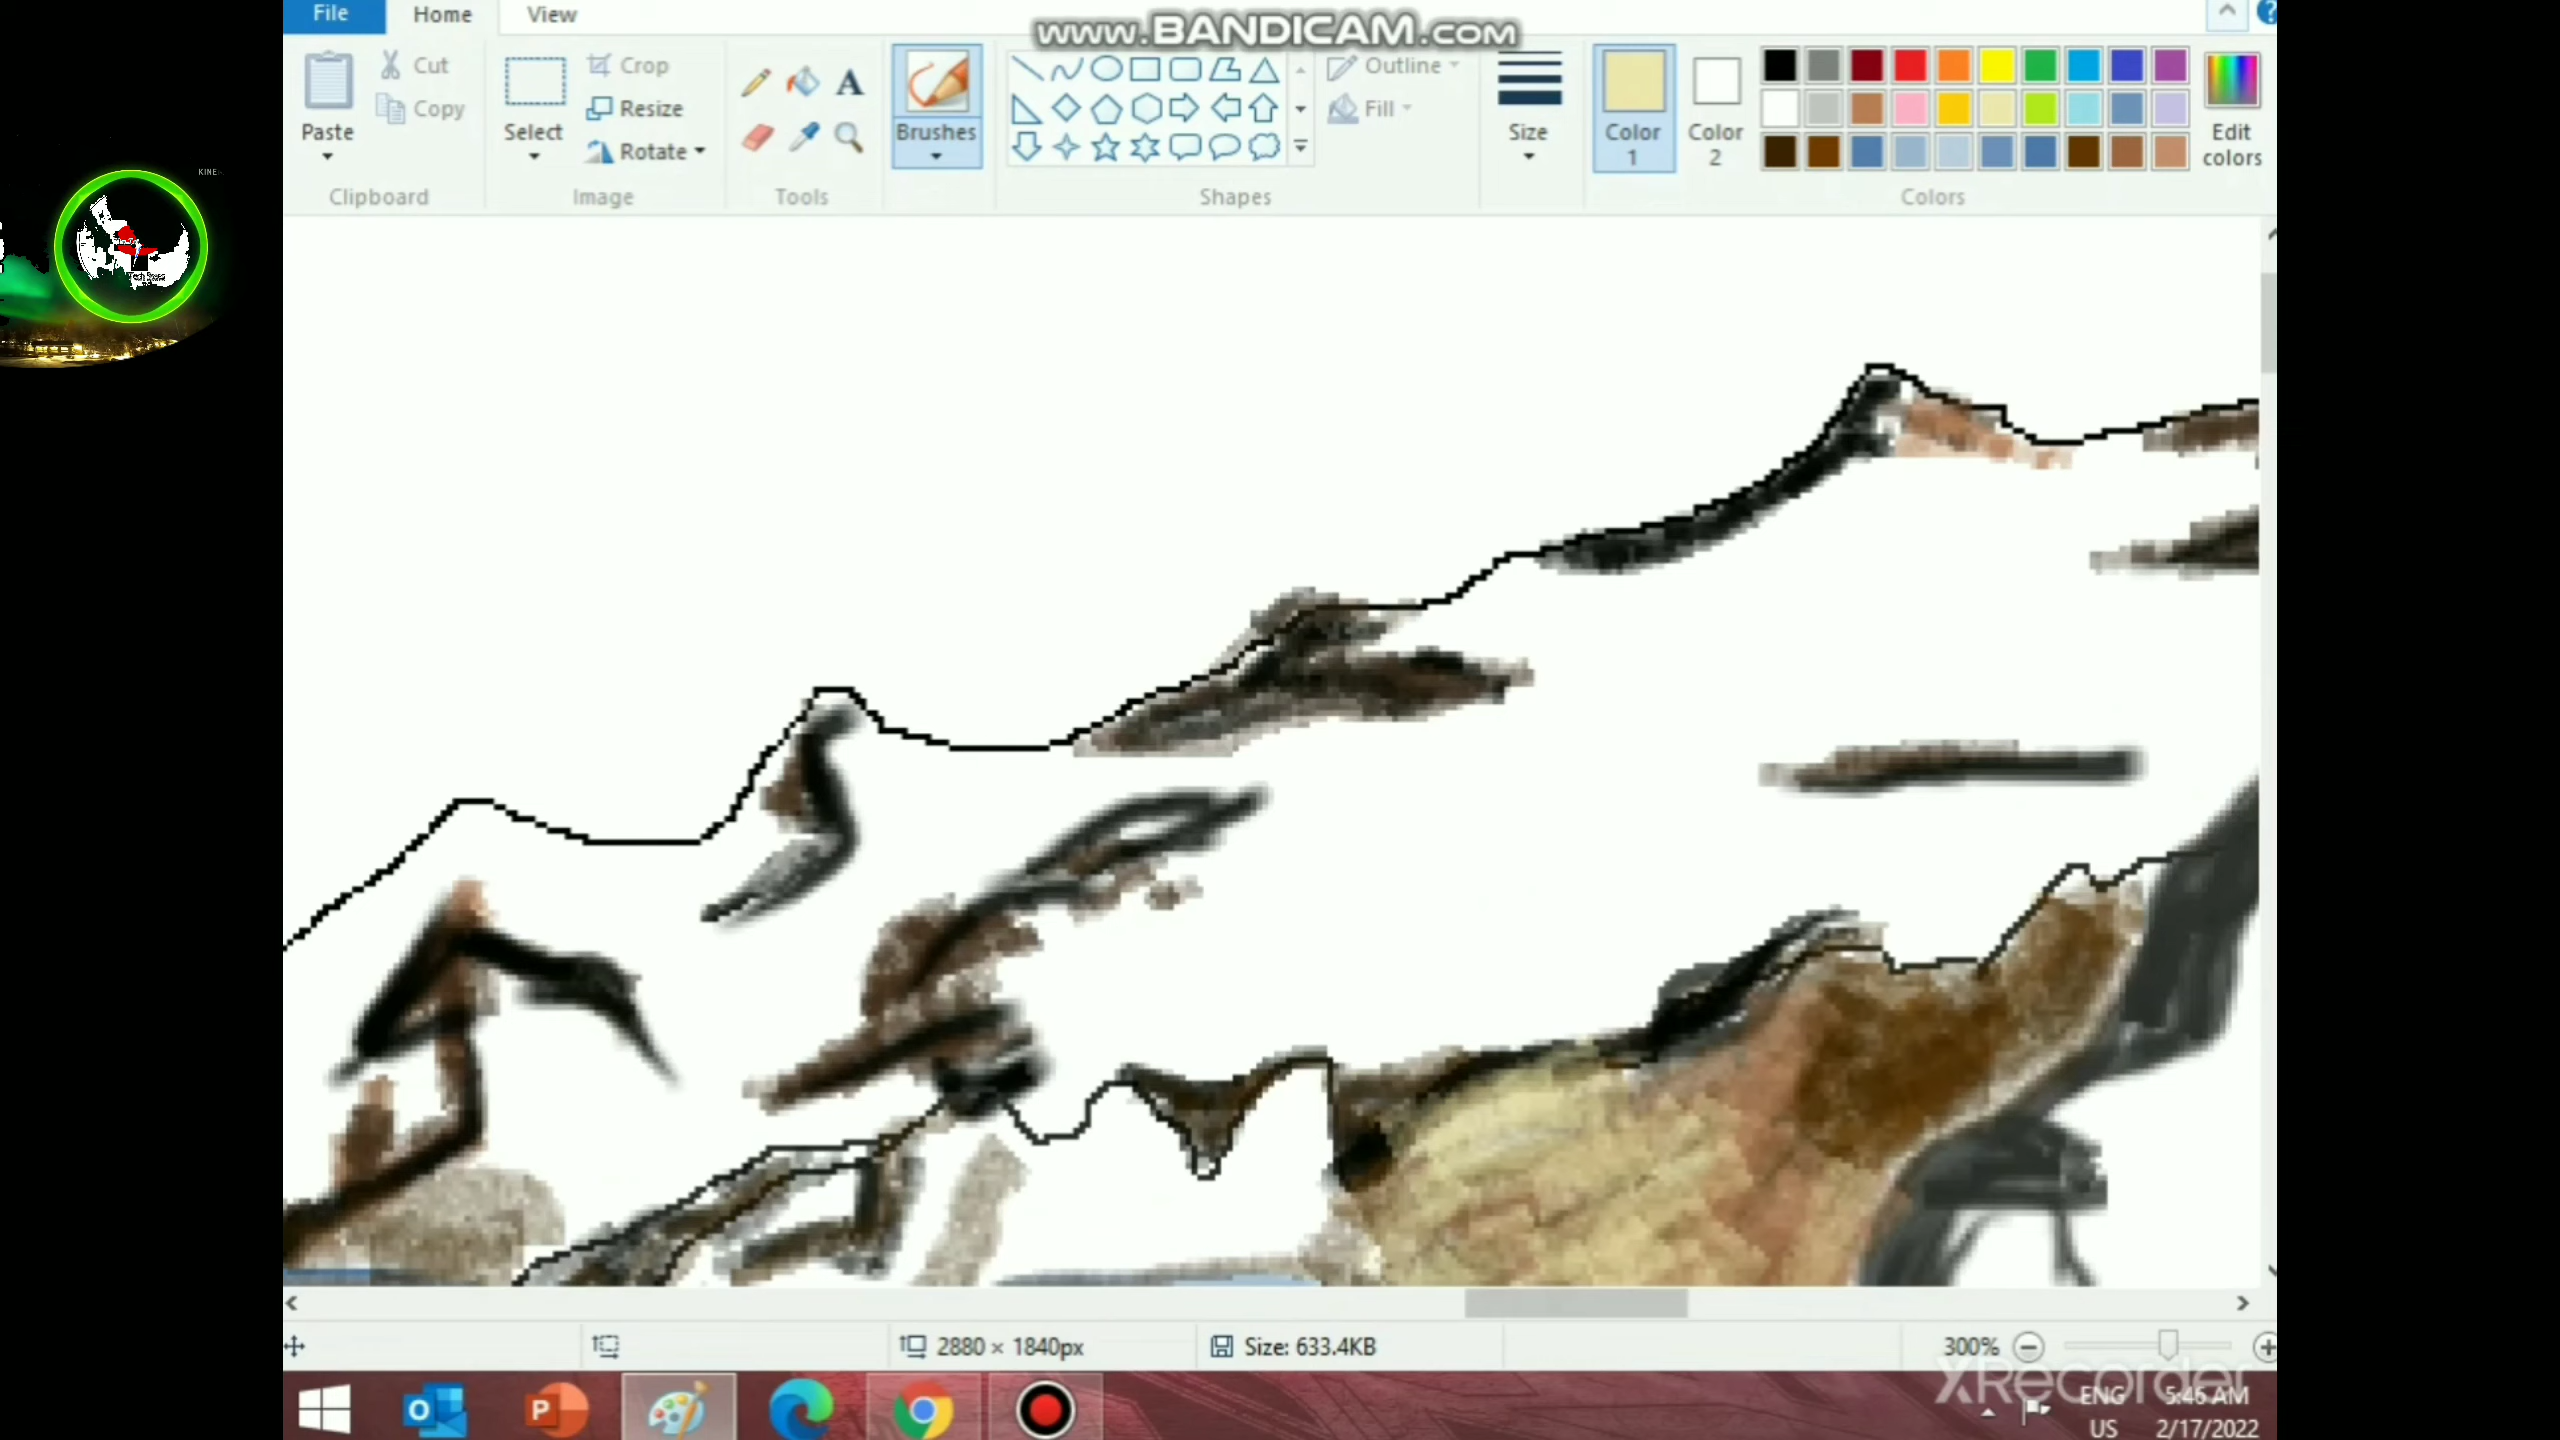 File Home View
www.BANDICAM.com
Cut
Copy
Paste
Clipboard
Crop
Resize
Rotate
Select
Image
A
Tools
Brushes
Shapes
Outline
Fill
Size
Color
1
Color
2
Edit
colors
Colors
KINE
2880 × 1840px
Size: 633.4KB
300%
XRecorder
ENG
US
5:46 AM
2/17/2022